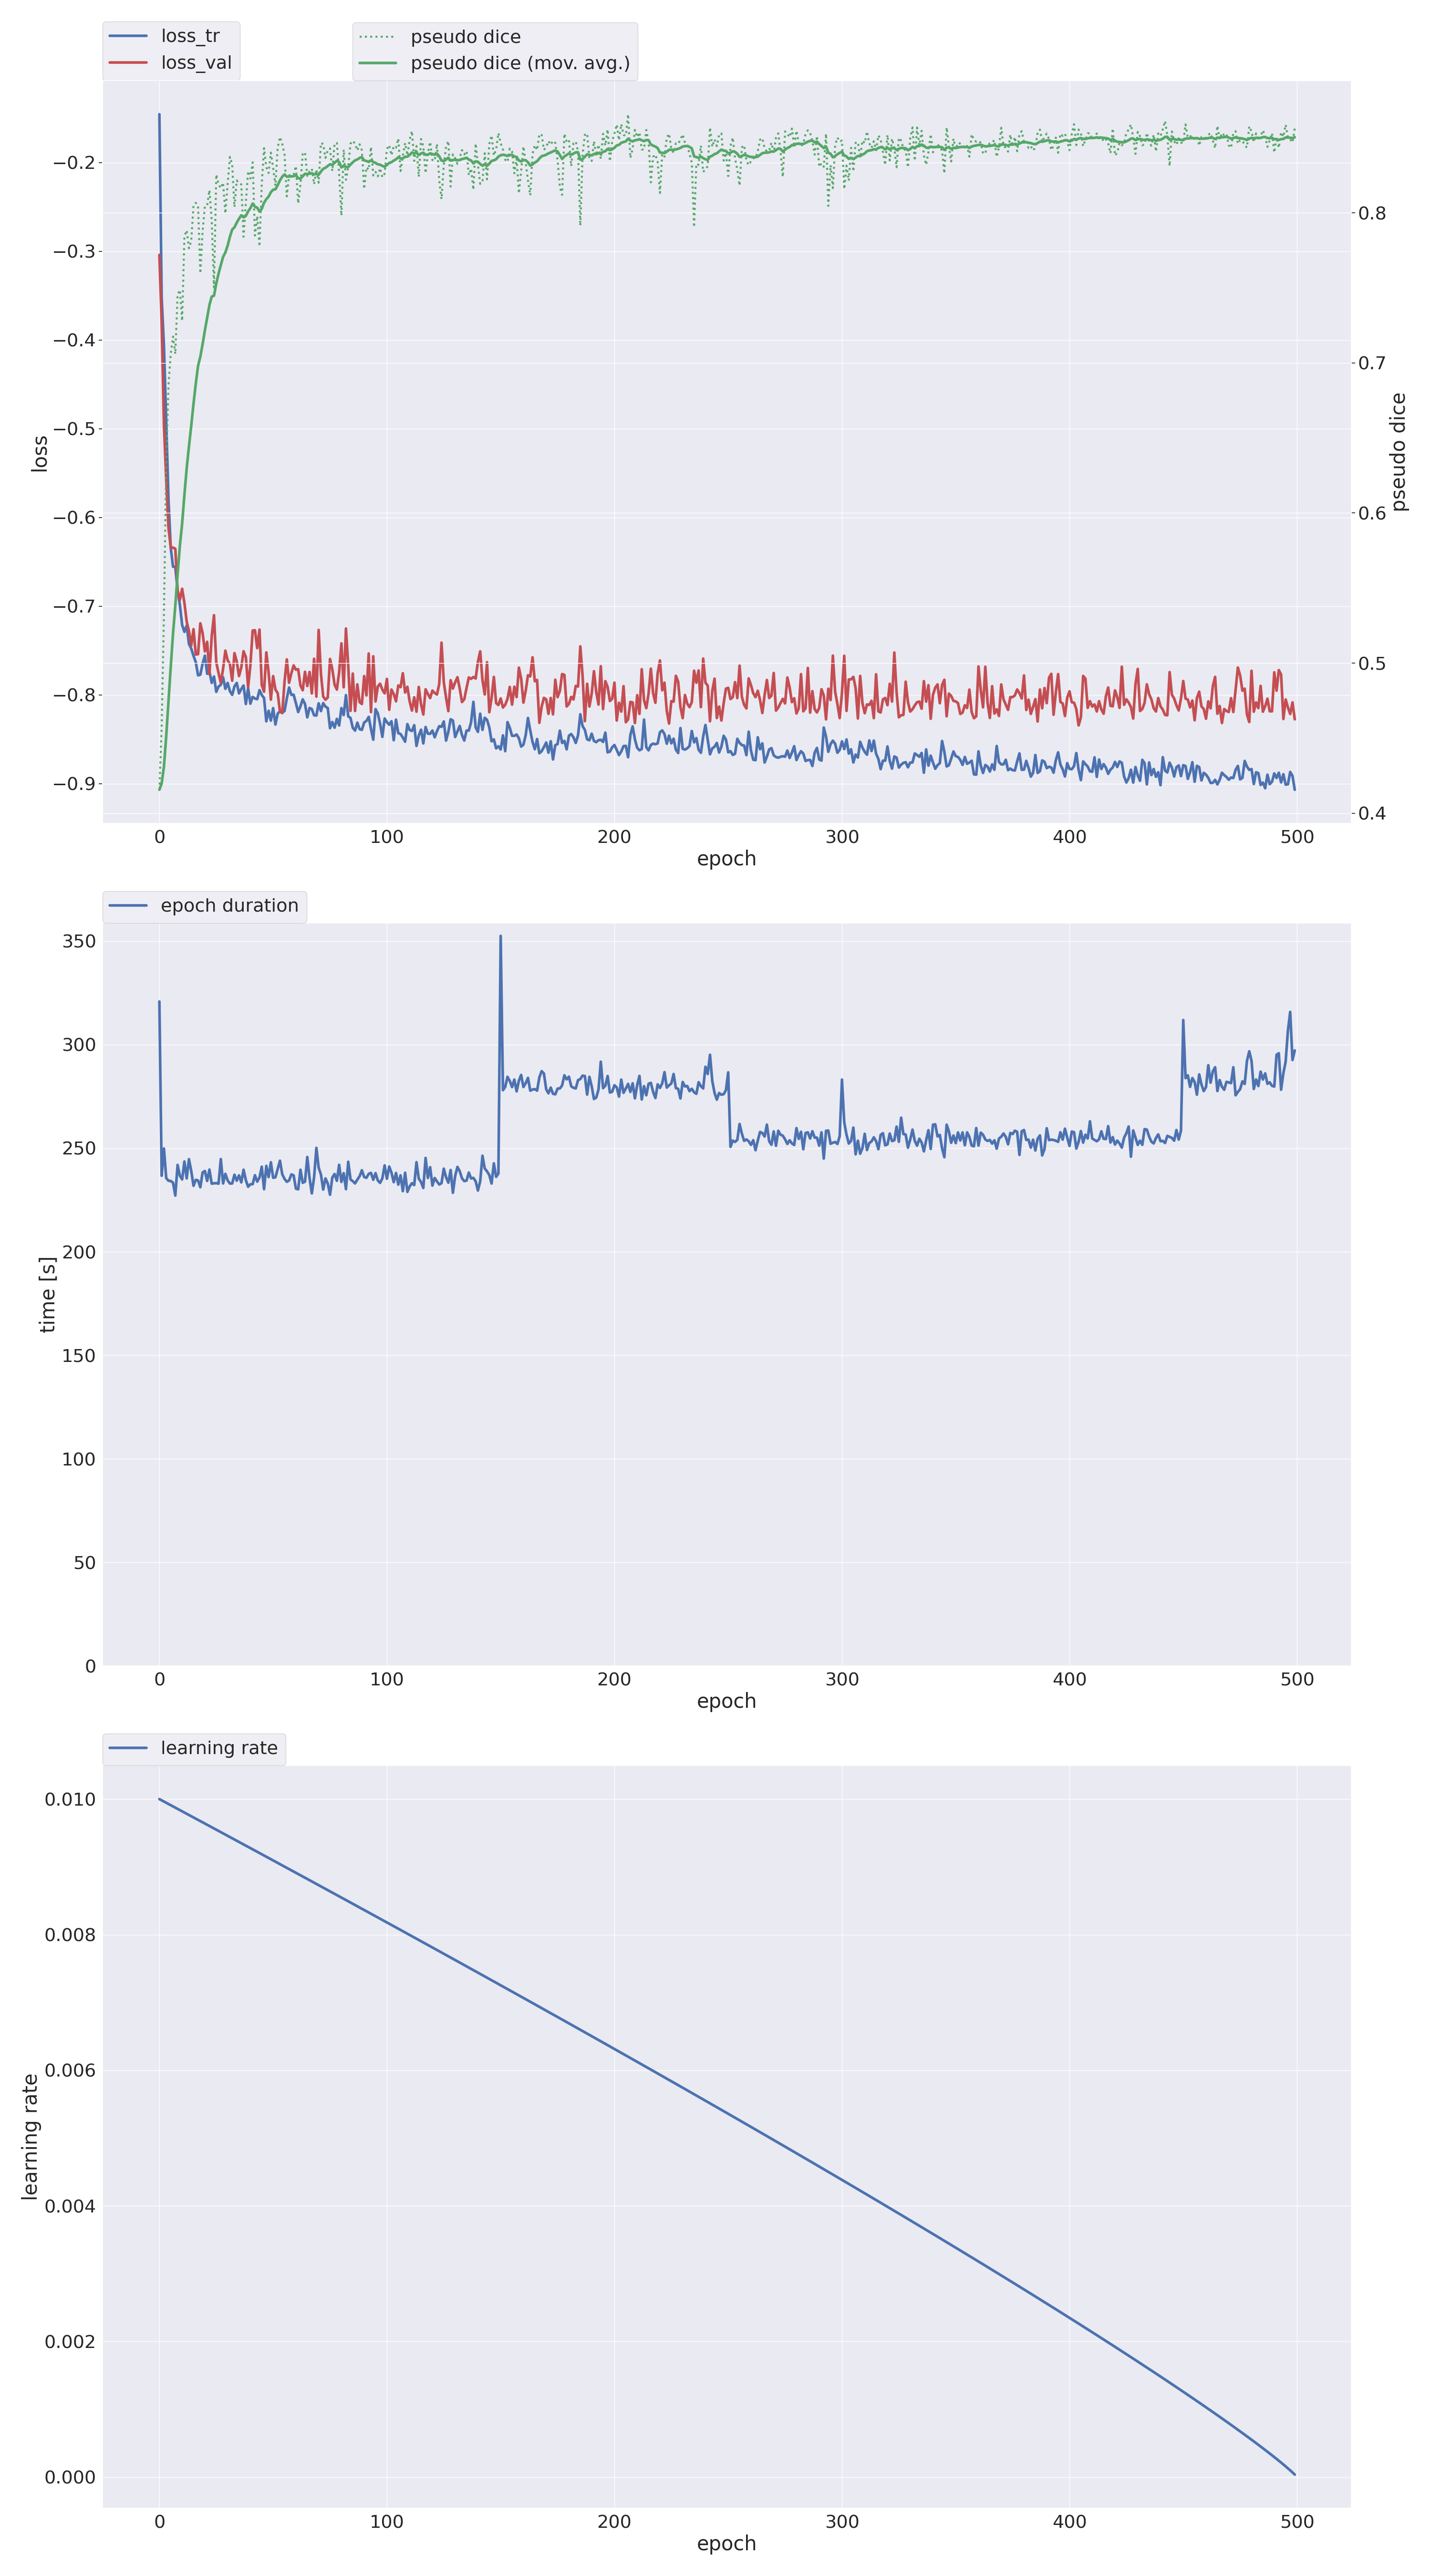 loss_tr
loss_val
pseudo dice
pseudo dice (mov. avg.)
−0.2
−0.3
−0.4
−0.5
−0.6
−0.7
−0.8
−0.9
loss
0.8
0.7
0.6
0.5
0.4
pseudo dice
0 100 200 300 400 500
epoch
epoch duration
350
300
250
200
150
100
50
0
time [s]
0 100 200 300 400 500
epoch
learning rate
0.010
0.008
0.006
0.004
0.002
0.000
learning rate
0 100 200 300 400 500
epoch